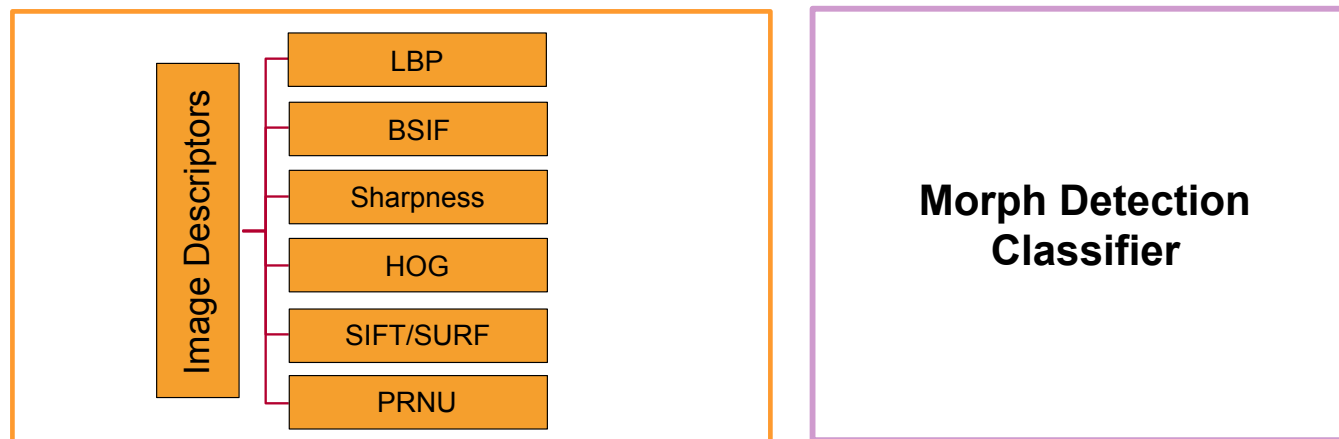 Image Descriptors
LBP
BSIF
Sharpness
HOG
SIFT/SURF
PRNU
Morph Detection
Classifier